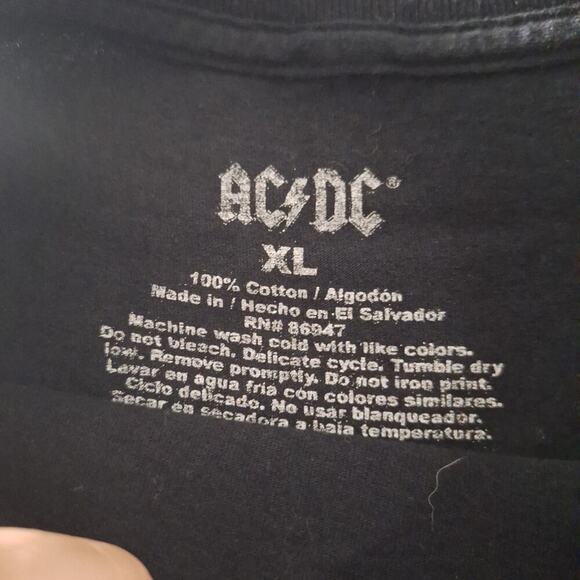 AC⚡DC®
XL
100% Cotton / Algodón
Made in / Hecho en El Salvador
RN# 86947
Machine wash cold with like colors.
Do not bleach. Delicate cycle. Tumble dry
low. Remove promptly. Do not iron print.
Lavar en agua fria con colores similares.
Ciclo delicado. No usar blanqueador.
Secar en secadora a baja temperatura.